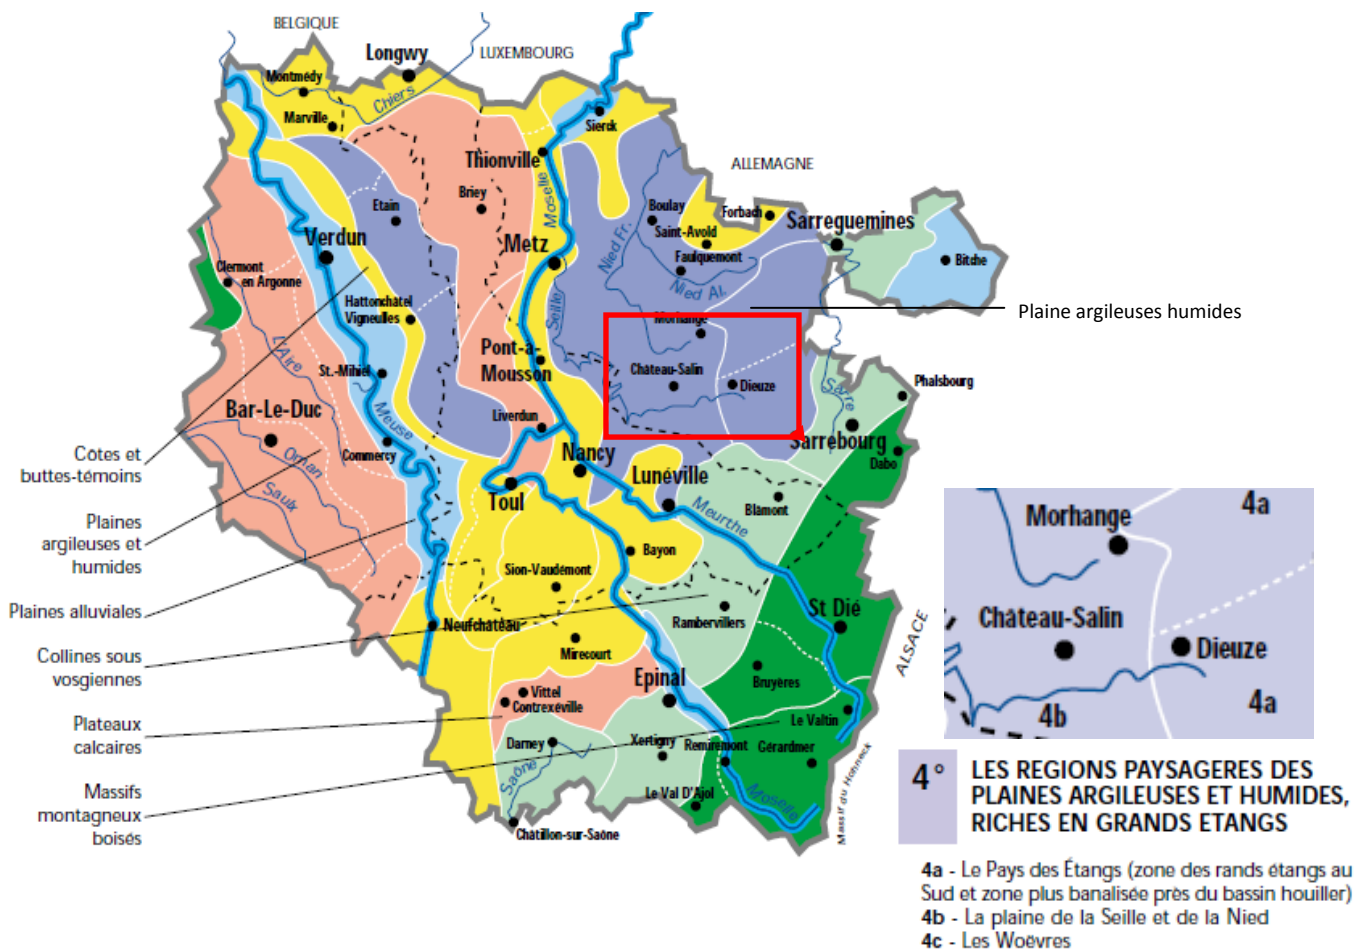 BELGIQUE
Longwy
LUXEMBOURG
Montmédy
Chiers
Marville
Sierck
Thionville
ALLEMAGNE
Briey
Moselle
Etain
Boulay
Forbach
Sarreguemines
Saint-Avold
Verdun
Metz
Nied Fr.
Faulquemont
Bitche
Clermont
en Argonne
Nied Al.
Hattonchâtel
Vigneulles
Seille
Plaine argileuses humides
Morhange
L'Aire
Pont-à-
Mousson
St.-Mihiel
Château-Salin
Dieuze
Sarre
Phalsbourg
Bar-Le-Duc
Meuse
Liverdun
Sarrebourg
Côtes et
buttes-témoins
Ornan
Commercy
Nancy
Dabo
Saulx
Toul
Lunéville
Meurthe
Blamont
Plaines
argileuses et
humides
Bayon
Sion-Vaudémont
Plaines alluviales
Neufchâteau
Rambervillers
St Dié
ALSACE
Collines sous
vosgiennes
Mirecourt
Epinal
Bruyères
Vittel
Contrexéville
Plateaux
calcaires
Le Valtin
Darney
Xertigny
Remiremont
Gérardmer
Saône
Massifs
montagneux
boisés
Le Val D'Ajol
Moselle
Massif du Hohneck
Châtillon-sur-Saône
4a
Morhange
Château-Salin
Dieuze
4b
4a
4° LES REGIONS PAYSAGERES DES
PLAINES ARGILEUSES ET HUMIDES,
RICHES EN GRANDS ETANGS
4a - Le Pays des Étangs (zone des rands étangs au
Sud et zone plus banalisée près du bassin houiller)
4b - La plaine de la Seille et de la Nied
4c - Les Woëvres